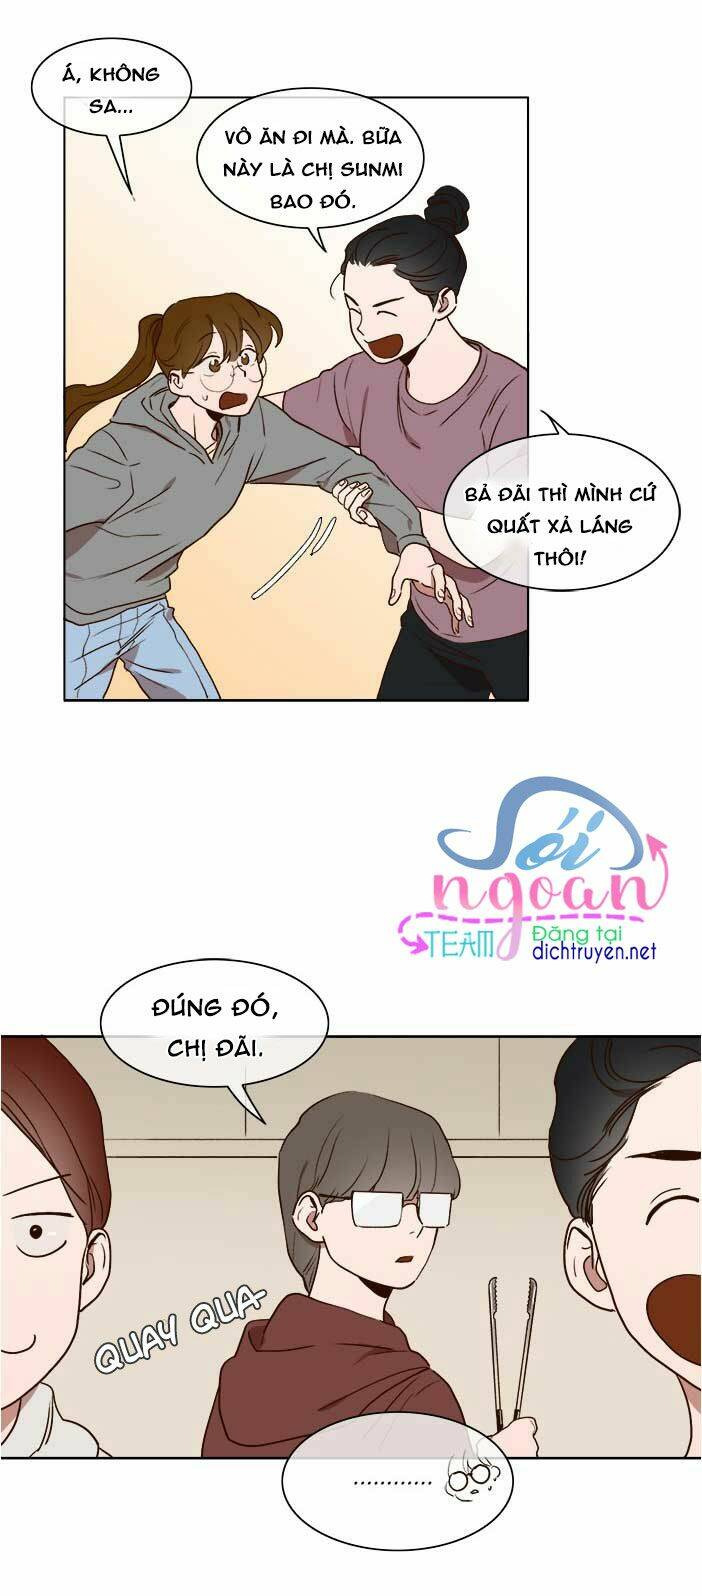 Á, KHÔNG
SA...
VÔ ĂN ĐI MÀ. BỮA
NÀY LÀ CHỊ SUNMI
BAO ĐÓ.
BẢ ĐÃI THÌ MÌNH CỨ
QUẤT XẢ LÁNG
THÔI!
Sói
ngoan
TEAM
Đăng tại
dichtruyện.net
ĐÚNG ĐÓ,
CHỊ ĐÃI.
QUAY QUA-
............